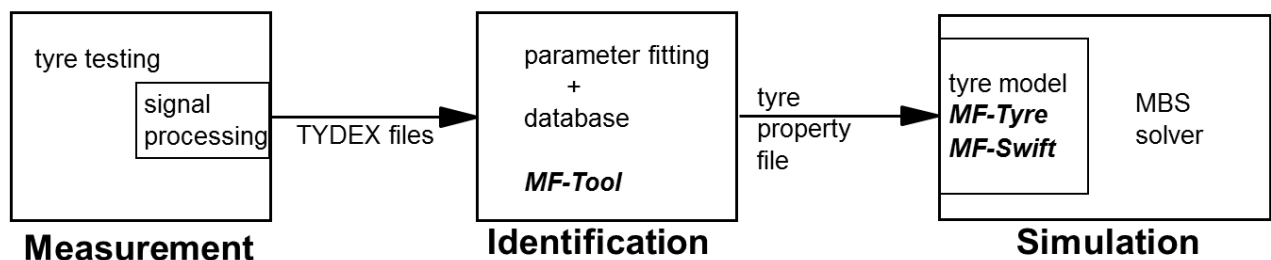 tyre testing
signal
processing
Measurement
TYDEX files
parameter fitting
+
database
MF-Tool
Identification
tyre
property
file
tyre model
MF-Tyre
MF-Swift
MBS
solver
Simulation